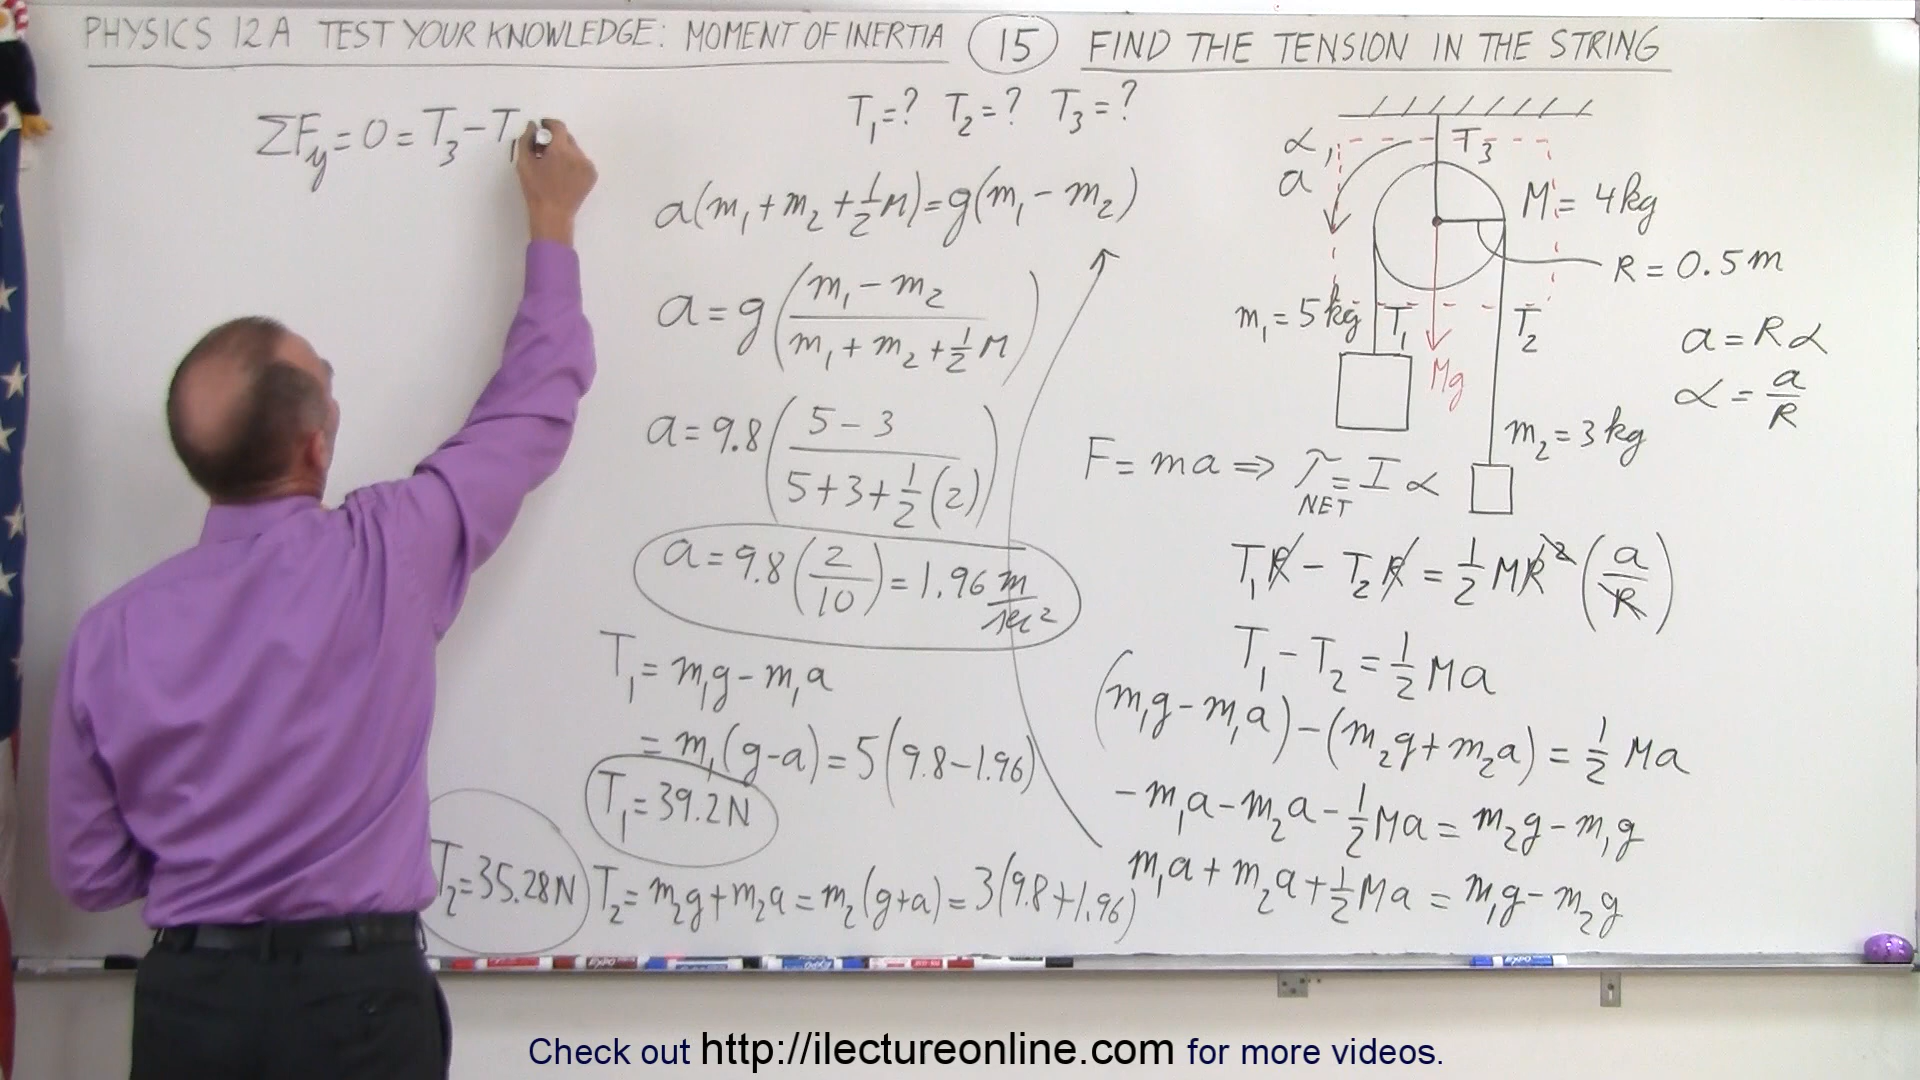 PHYSICS 12A TEST YOUR KNOWLEDGE: MOMENT OF INERTIA 15 FIND THE TENSION IN THE STRING
T₁=? T₂=? T₃=?
ΣFy = 0 = T₃ - T₁
a(m₁ + m₂ + ½M) = g(m₁ - m₂)
a = g((m₁ - m₂)/(m₁ + m₂ + ½M))
a = 9.8((5 - 3)/(5 + 3 + ½(2)))
a = 9.8(2/10) = 1.96 m/sec²
T₁ = m₁g - m₁a
= m₁(g-a) = 5(9.8-1.96)
T₁ = 39.2N
T₂ = m₂g + m₂a = m₂(g+a) = 3(9.8+1.96)
T₂ = 35.28N
α, a
T₃
M = 4kg
R = 0.5m
m₁ = 5kg
T₁
T₂
Mg
m₂ = 3kg
a = Rα
α = a/R
F = ma ⇒ τ NET = Iα
T₁R - T₂R = ½MR²(a/R)
T₁ - T₂ = ½Ma
(m₁g - m₁a) - (m₂g + m₂a) = ½Ma
-m₁a - m₂a - ½Ma = m₂g - m₁g
m₁a + m₂a + ½Ma = m₁g - m₂g
EXPO
EXPO
EXPO
Check out http://ilectureonline.com for more videos.